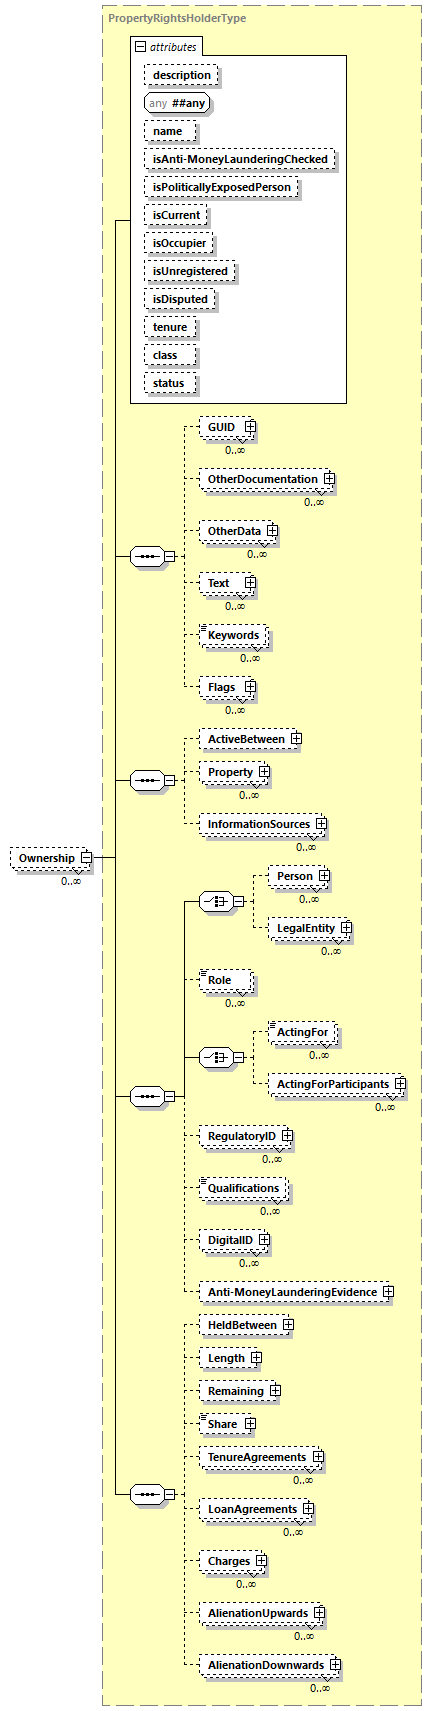 PropertyRightsHolderType
attributes
description
any ##any
name
isAnti-MoneyLaunderingChecked
isPoliticallyExposedPerson
isCurrent
isOccupier
isUnregistered
isDisputed
tenure
class
status
GUID
0..∞
OtherDocumentation
0..∞
OtherData
0..∞
Text
0..∞
Keywords
0..∞
Flags
0..∞
ActiveBetween
Property
0..∞
InformationSources
0..∞
Ownership
0..∞
Person
0..∞
LegalEntity
0..∞
Role
0..∞
ActingFor
0..∞
ActingForParticipants
0..∞
RegulatoryID
0..∞
Qualifications
0..∞
DigitalID
0..∞
Anti-MoneyLaunderingEvidence
HeldBetween
Length
Remaining
Share
TenureAgreements
0..∞
LoanAgreements
0..∞
Charges
0..∞
AlienationUpwards
0..∞
AlienationDownwards
0..∞